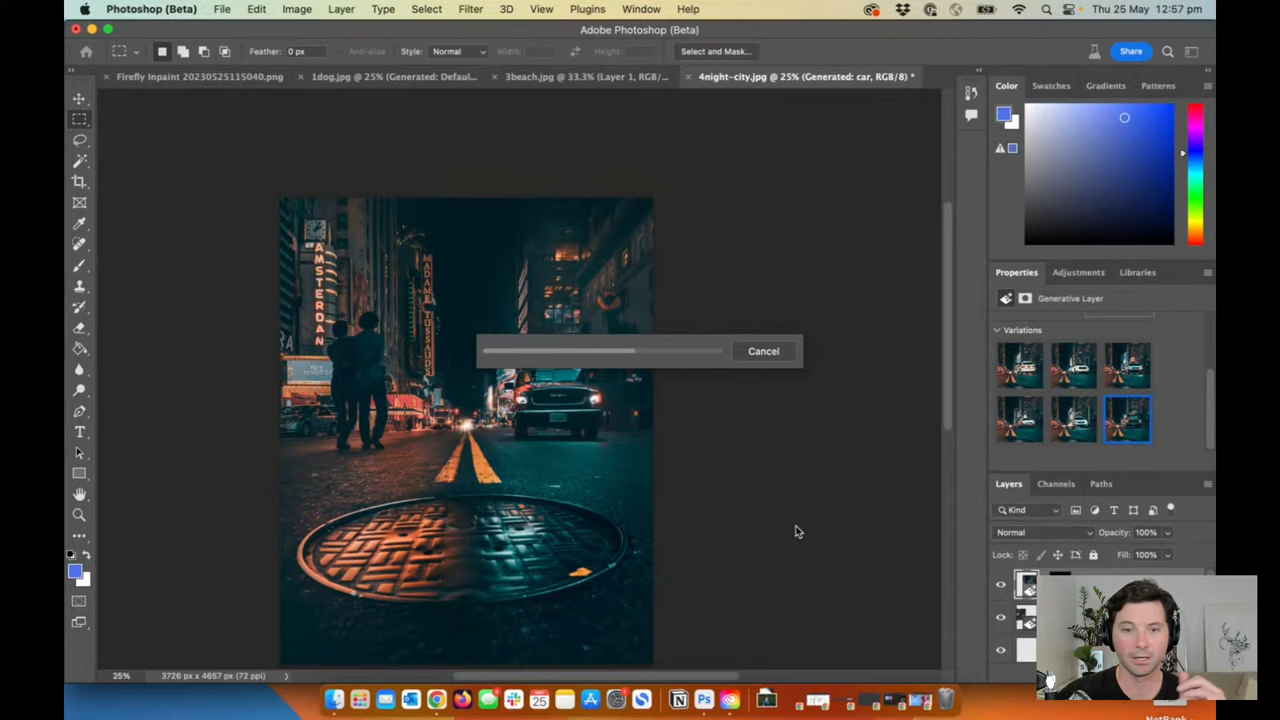 Photoshop (Beta) File Edit Image Layer Type Select Filter 3D View Plugins Window Help Thu 25 May 12:57 pm
Adobe Photoshop (Beta)
Feather: 0 px Anti-alias Style: Normal Width: Height: Select and Mask... Share
Firefly Inpaint 20230525115040.png 1dog.jpg @ 25% (Generated: Defaul... 3beach.jpg @ 33.3% (Layer 1, RGB/... 4night-city.jpg @ 25% (Generated: car, RGB/8) *
Color Swatches Gradients Patterns
AMSTERDAN
MADAME TUSSAUDS
Cancel
Properties Adjustments Libraries
Generative Layer
Variations
Layers Channels Paths
Kind
Normal Opacity: 100%
Lock: Fill: 100%
25% 3726 px x 4657 px (72 ppi)
25